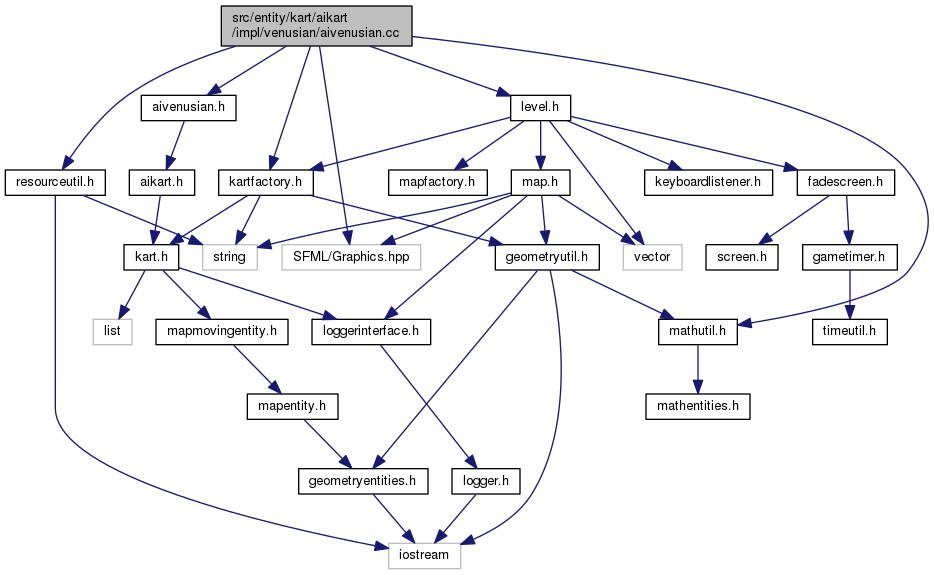 src/entity/kart/aikart
/impl/venusian/aivenusian.cc
aivenusian.h
level.h
resourceutil.h
aikart.h
kartfactory.h
mapfactory.h
map.h
keyboardlistener.h
fadescreen.h
kart.h
string
SFML/Graphics.hpp
geometryutil.h
vector
screen.h
gametimer.h
list
mapmovingentity.h
loggerinterface.h
mathutil.h
timeutil.h
mapentity.h
mathentities.h
geometryentities.h
logger.h
iostream